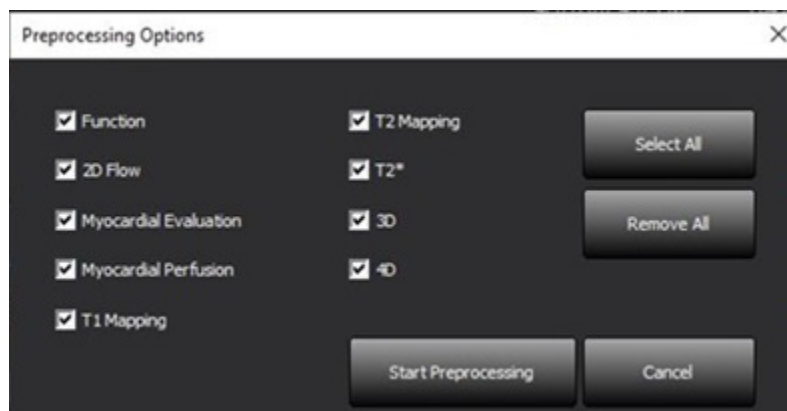 Preprocessing Options
Function
2D Flow
Myocardial Evaluation
Myocardial Perfusion
T1 Mapping
T2 Mapping
T2*
3D
4D
Select All
Remove All
Start Preprocessing
Cancel